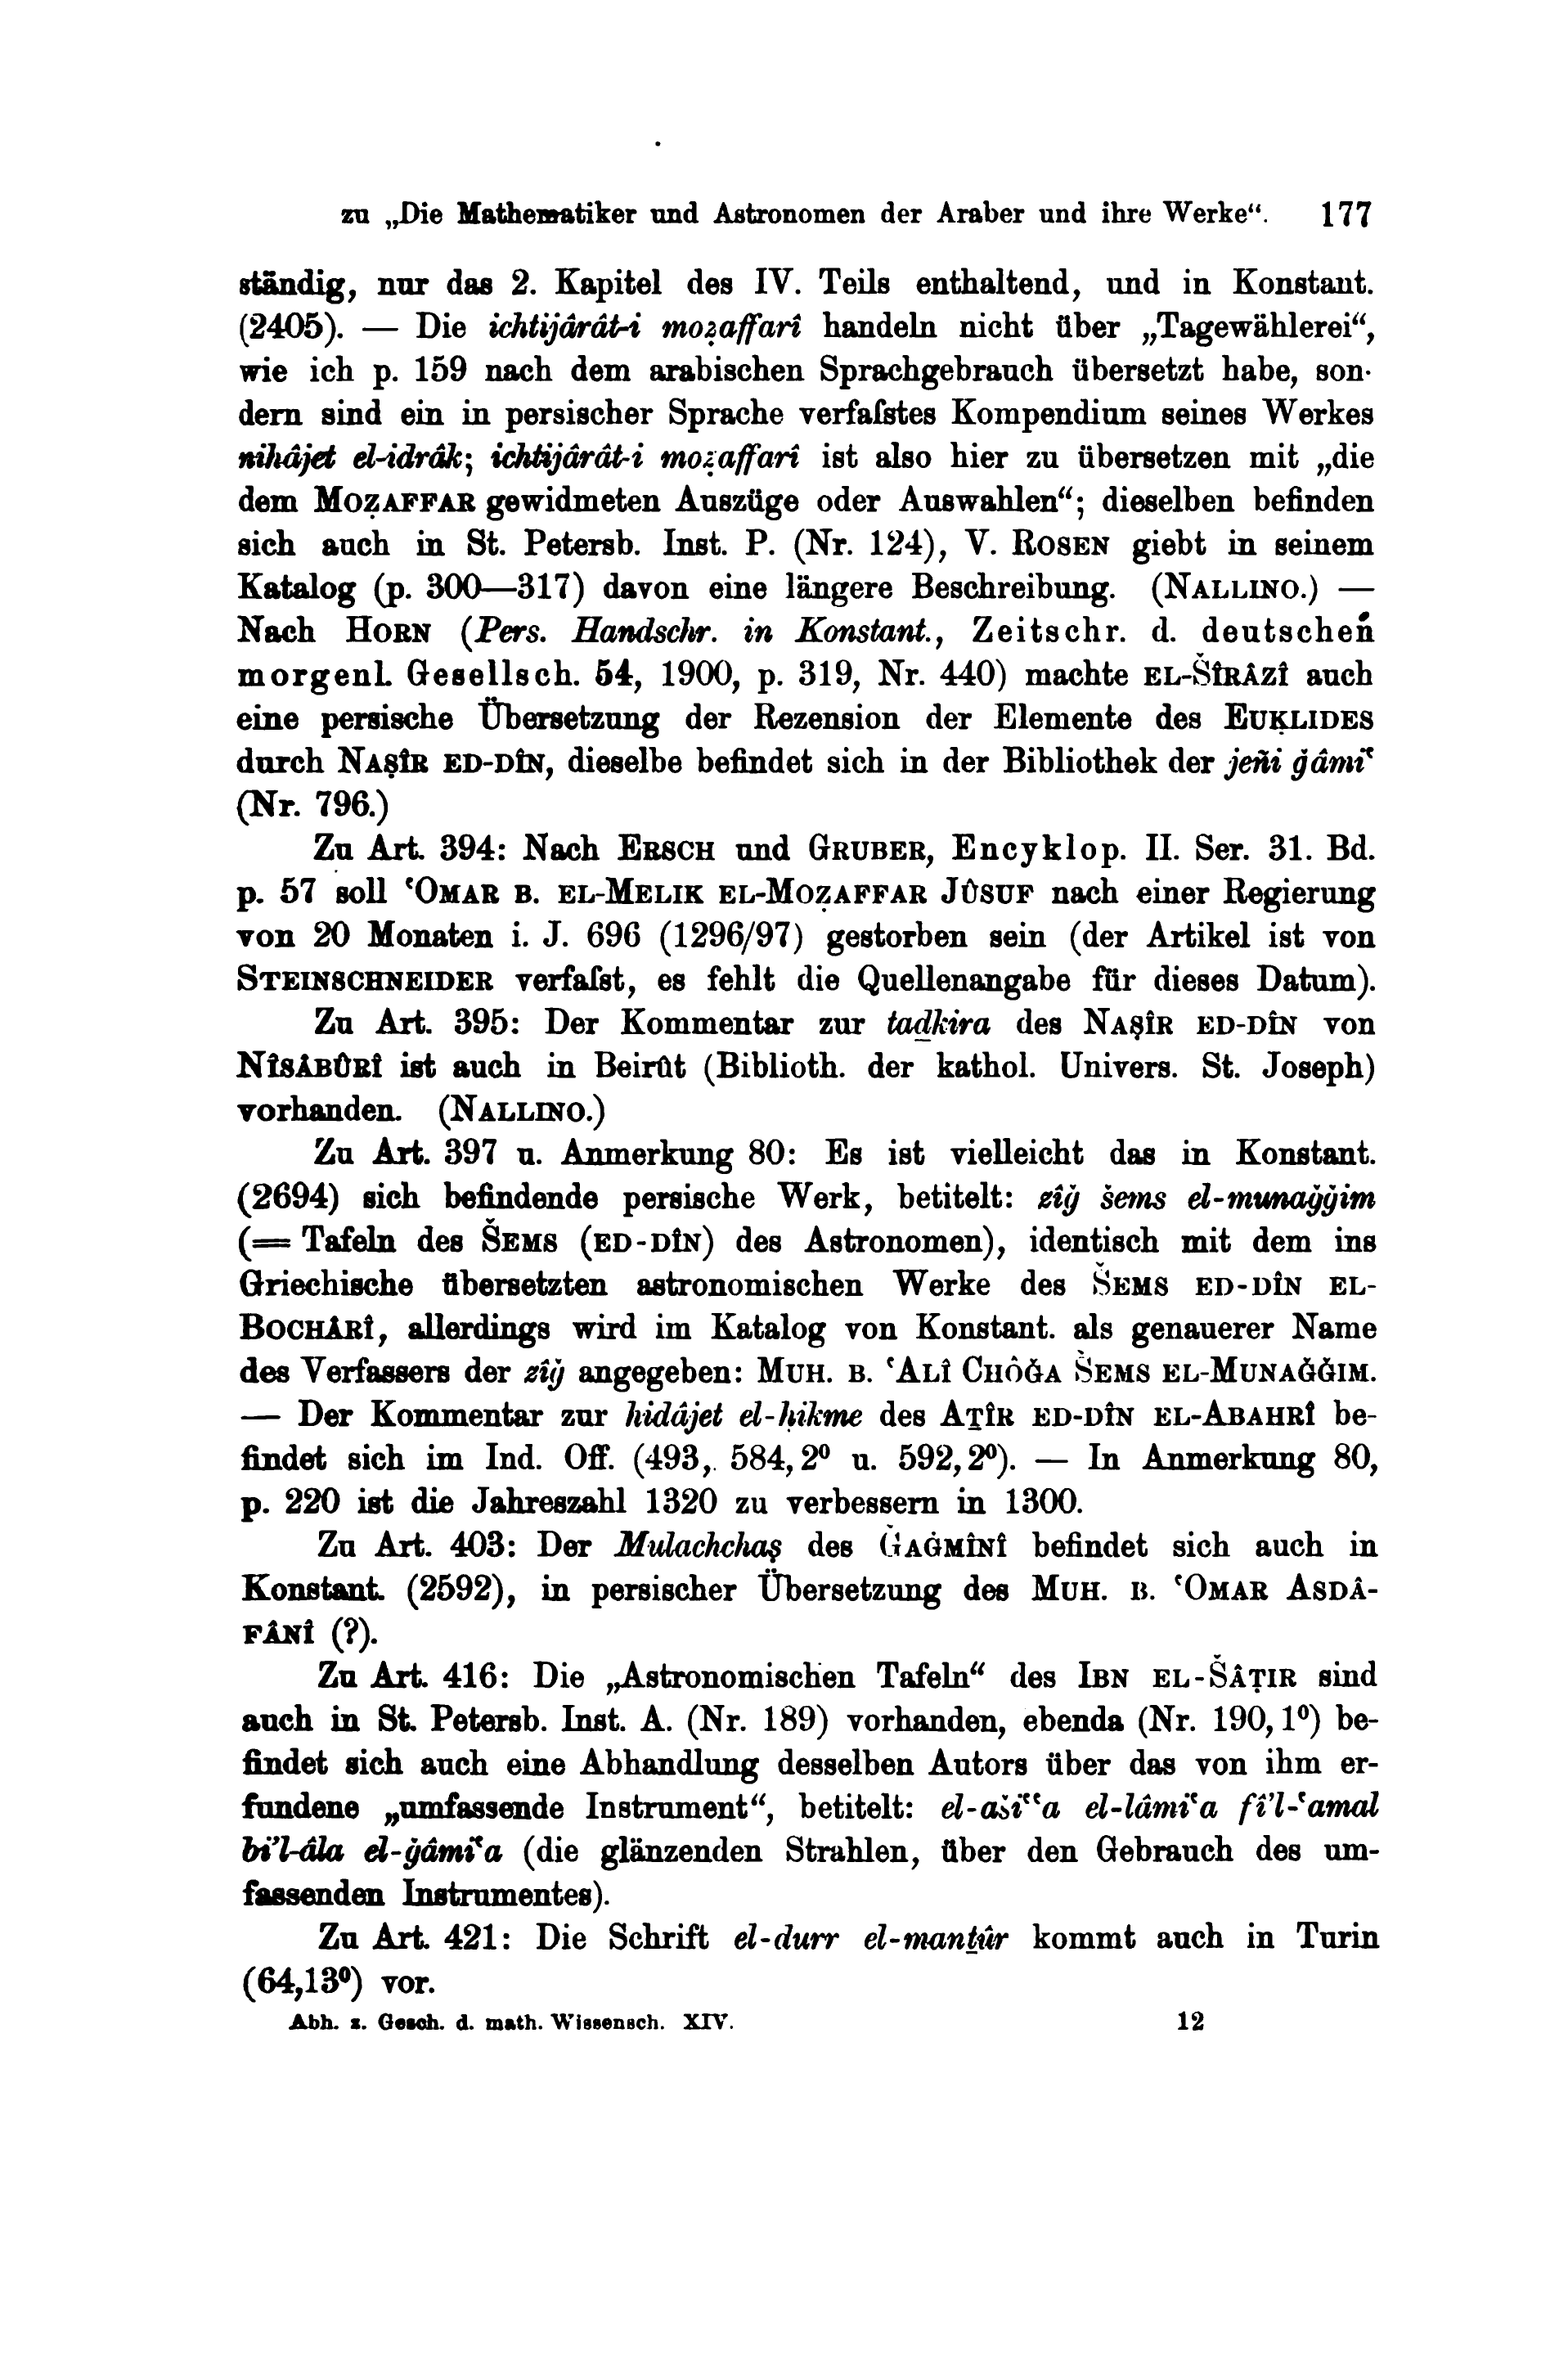 zu „Die Mathematiker und Astronomen der Araber und ihre Werke“. 177
ständig, nur das 2. Kapitel des IV. Teils enthaltend, und in Konstant.
(2405). — Die ichtijârât-i moẓaffarî handeln nicht über „Tagewählerei“,
wie ich p. 159 nach dem arabischen Sprachgebrauch übersetzt habe, son-
dern sind ein in persischer Sprache verfaſstes Kompendium seines Werkes
nihâjet el-idrâk; ichtijârât-i moẓaffarî ist also hier zu übersetzen mit „die
dem Moẓaffar gewidmeten Auszüge oder Auswahlen“; dieselben befinden
sich auch in St. Petersb. Inst. P. (Nr. 124), V. Rosen giebt in seinem
Katalog (p. 300—317) davon eine längere Beschreibung. (Nallino.) —
Nach Horn (Pers. Handschr. in Konstant., Zeitschr. d. deutschen
morgenl. Gesellsch. 54, 1900, p. 319, Nr. 440) machte el-Šîrâzî auch
eine persische Übersetzung der Rezension der Elemente des Euklides
durch Naṣîr ed-dîn, dieselbe befindet sich in der Bibliothek der jeñi ǧâmiʿ
(Nr. 796.)
Zu Art. 394: Nach Ersch und Gruber, Encyklop. II. Ser. 31. Bd.
p. 57 soll ʿOmar b. el-Melik el-Moẓaffar Jûsuf nach einer Regierung
von 20 Monaten i. J. 696 (1296/97) gestorben sein (der Artikel ist von
Steinschneider verfaſst, es fehlt die Quellenangabe für dieses Datum).
Zu Art. 395: Der Kommentar zur taḏkira des Naṣîr ed-dîn von
Nîsâbûrî ist auch in Beirût (Biblioth. der kathol. Univers. St. Joseph)
vorhanden. (Nallino.)
Zu Art. 397 u. Anmerkung 80: Es ist vielleicht das in Konstant.
(2694) sich befindende persische Werk, betitelt: zîǧ šems el-munaǧǧim
(= Tafeln des Šems (ed-dîn) des Astronomen), identisch mit dem ins
Griechische übersetzten astronomischen Werke des Šems ed-dîn el-
Bochârî, allerdings wird im Katalog von Konstant. als genauerer Name
des Verfassers der zîǧ angegeben: Muh. b. ʿAlî Chôǧa Šems el-Munaǧǧim.
— Der Kommentar zur hidâjet el-ḥikme des Aṯîr ed-dîn el-Abahrî be-
findet sich im Ind. Off. (493, 584,2⁰ u. 592,2⁰). — In Anmerkung 80,
p. 220 ist die Jahreszahl 1320 zu verbessern in 1300.
Zu Art. 403: Der Mulachchaṣ des Ǧaġmînî befindet sich auch in
Konstant. (2592), in persischer Übersetzung des Muh. b. ʿOmar Asdâ-
fânî (?).
Zu Art. 416: Die „Astronomischen Tafeln“ des Ibn el-Šâṭir sind
auch in St. Petersb. Inst. A. (Nr. 189) vorhanden, ebenda (Nr. 190,1⁰) be-
findet sich auch eine Abhandlung desselben Autors über das von ihm er-
fundene „umfassende Instrument“, betitelt: el-ašiʿʿa el-lâmiʿa fî’l-ʿamal
bi’l-âla el-ǧâmiʿa (die glänzenden Strahlen, über den Gebrauch des um-
fassenden Instrumentes).
Zu Art. 421: Die Schrift el-durr el-manṯûr kommt auch in Turin
(64,13⁰) vor.
Abh. z. Gesch. d. math. Wissensch. XIV. 12